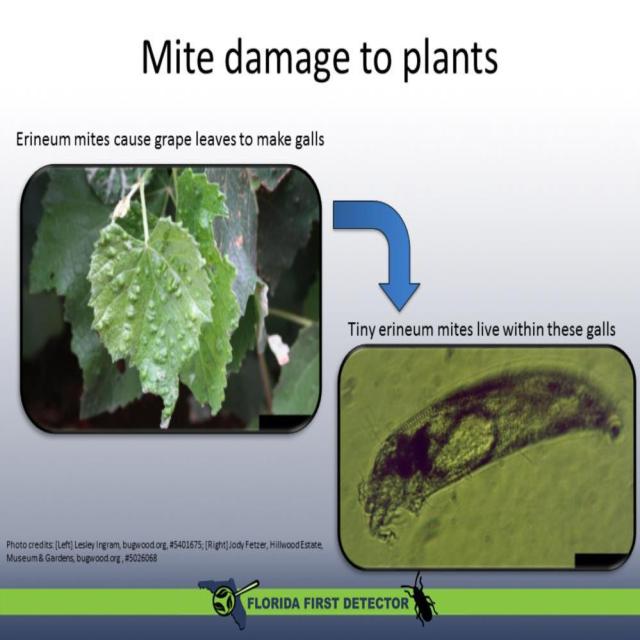 Mite damage to plants
Erineum mites cause grape leaves to make galls
Tiny erineum mites live within these galls
Photo credits: [Left] Lesley Ingram, bugwood.org, #5401675; [Right] Jody Fetzer, Hillwood Estate,
Museum & Gardens, bugwood.org , #5026068
FLORIDA FIRST DETECTOR